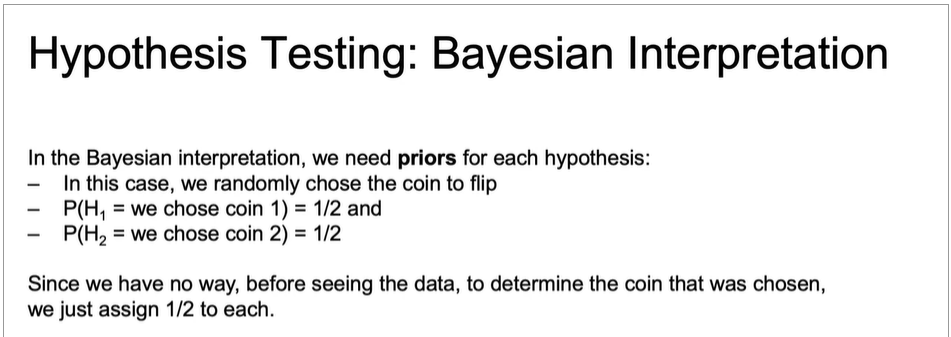 Hypothesis Testing: Bayesian Interpretation
In the Bayesian interpretation, we need priors for each hypothesis:
– In this case, we randomly chose the coin to flip
– P(H₁ = we chose coin 1) = 1/2 and
– P(H₂ = we chose coin 2) = 1/2
Since we have no way, before seeing the data, to determine the coin that was chosen,
we just assign 1/2 to each.